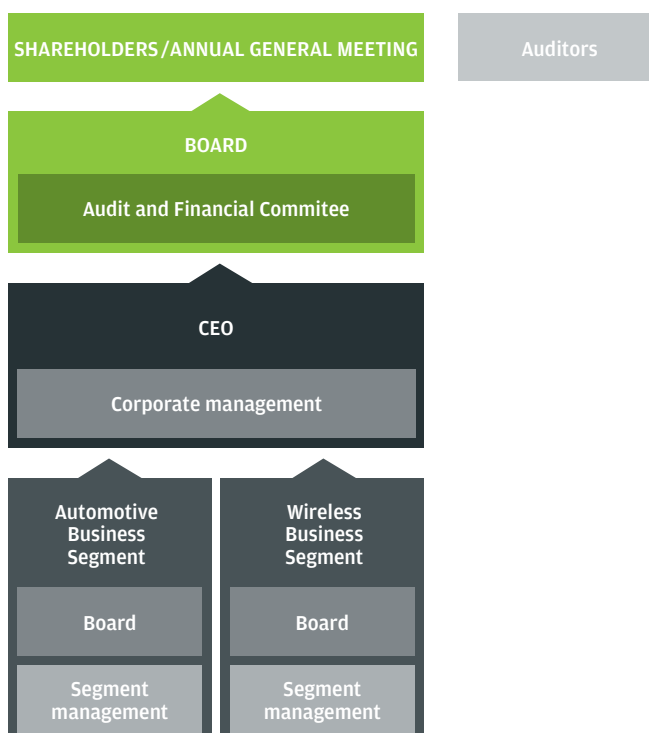 SHAREHOLDERS/ANNUAL GENERAL MEETING
Auditors
BOARD
Audit and Financial Commitee
CEO
Corporate management
Automotive
Business
Segment
Board
Segment
management
Wireless
Business
Segment
Board
Segment
management